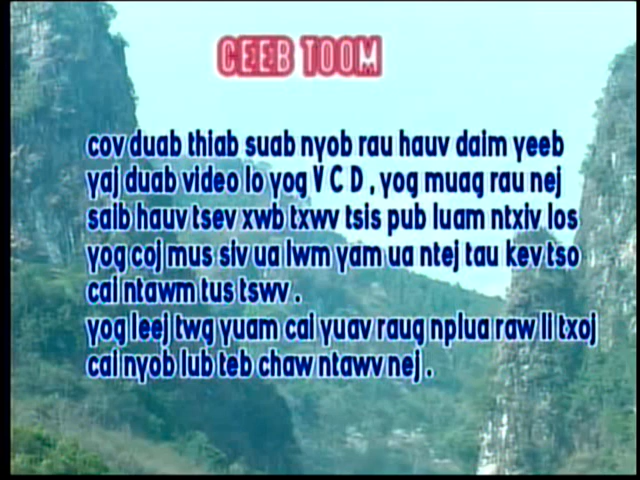 CEEB TOOM
cov duab thiab suab nyob rau hauv daim yeeb
yaj duab video lo yog V C D , yog muag rau nej
saib hauv tsev xwb txwv tsis pub luam ntxiv los
yog coj mus siv ua lwm yam ua ntej tau kev tso
cai ntawm tus tswv .
yog leej twg yuam cai yuav raug nplua raw li txoj
cai nyob lub teb chaw ntawv nej .